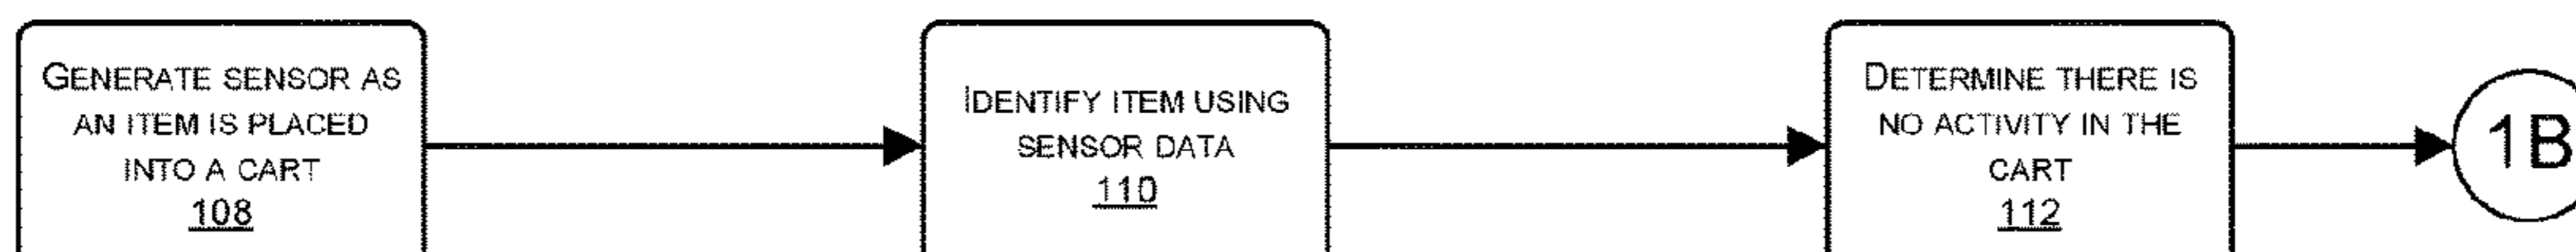 GENERATE SENSOR AS
AN ITEM IS PLACED
INTO A CART
108
IDENTIFY ITEM USING
SENSOR DATA
110
DETERMINE THERE IS
NO ACTIVITY IN THE
CART
112
1B